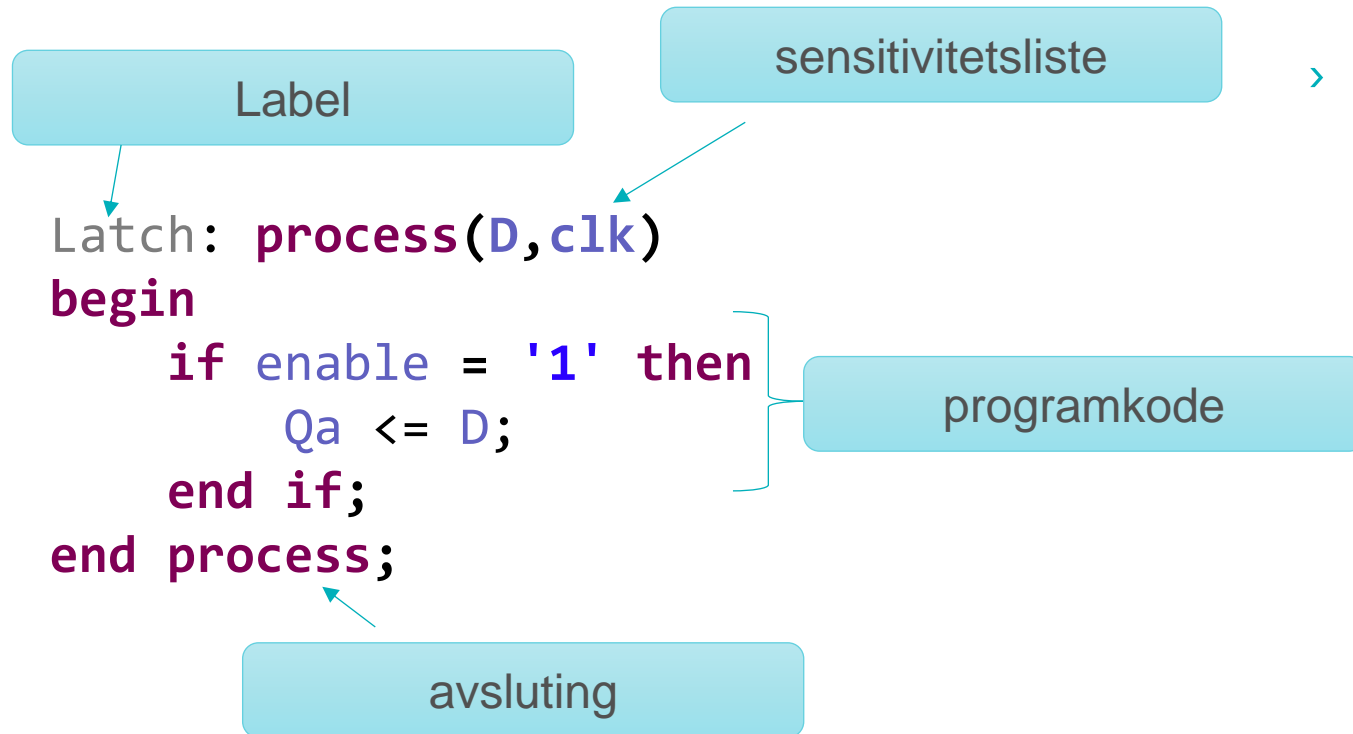 sensitivitetsliste
›
Label
Latch: process(D,clk)
begin
if enable = '1' then
Qa <= D;
end if;
end process;
programkode
avsluting